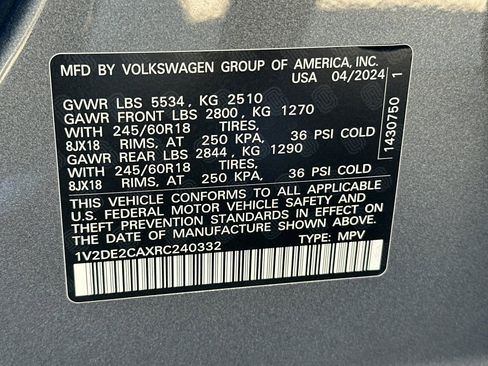 MFD BY VOLKSWAGEN GROUP OF AMERICA, INC.
USA 04/2024
GVWR LBS 5534, KG 2510
GAWR FRONT LBS 2800, KG 1270
WITH 245/60R18 TIRES,
8JX18 RIMS, AT 250 KPA, 36 PSI COLD
GAWR REAR LBS 2844, KG 1290
WITH 245/60R18 TIRES,
8JX18 RIMS, AT 250 KPA, 36 PSI COLD
THIS VEHICLE CONFORMS TO ALL APPLICABLE
U.S. FEDERAL MOTOR VEHICLE SAFETY AND
THEFT PREVENTION STANDARDS IN EFFECT ON
THE DATE OF MANUFACTURE SHOWN ABOVE.
1V2DE2CAXRC240332 TYPE: MPV
1430750 1